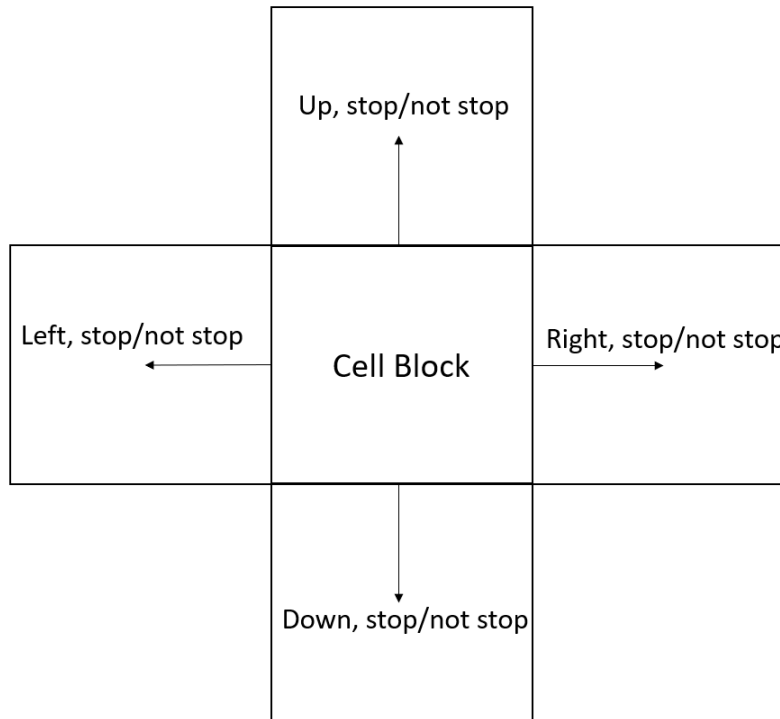 Up, stop/not stop
Left, stop/not stop
Cell Block
Right, stop/not stop
Down, stop/not stop